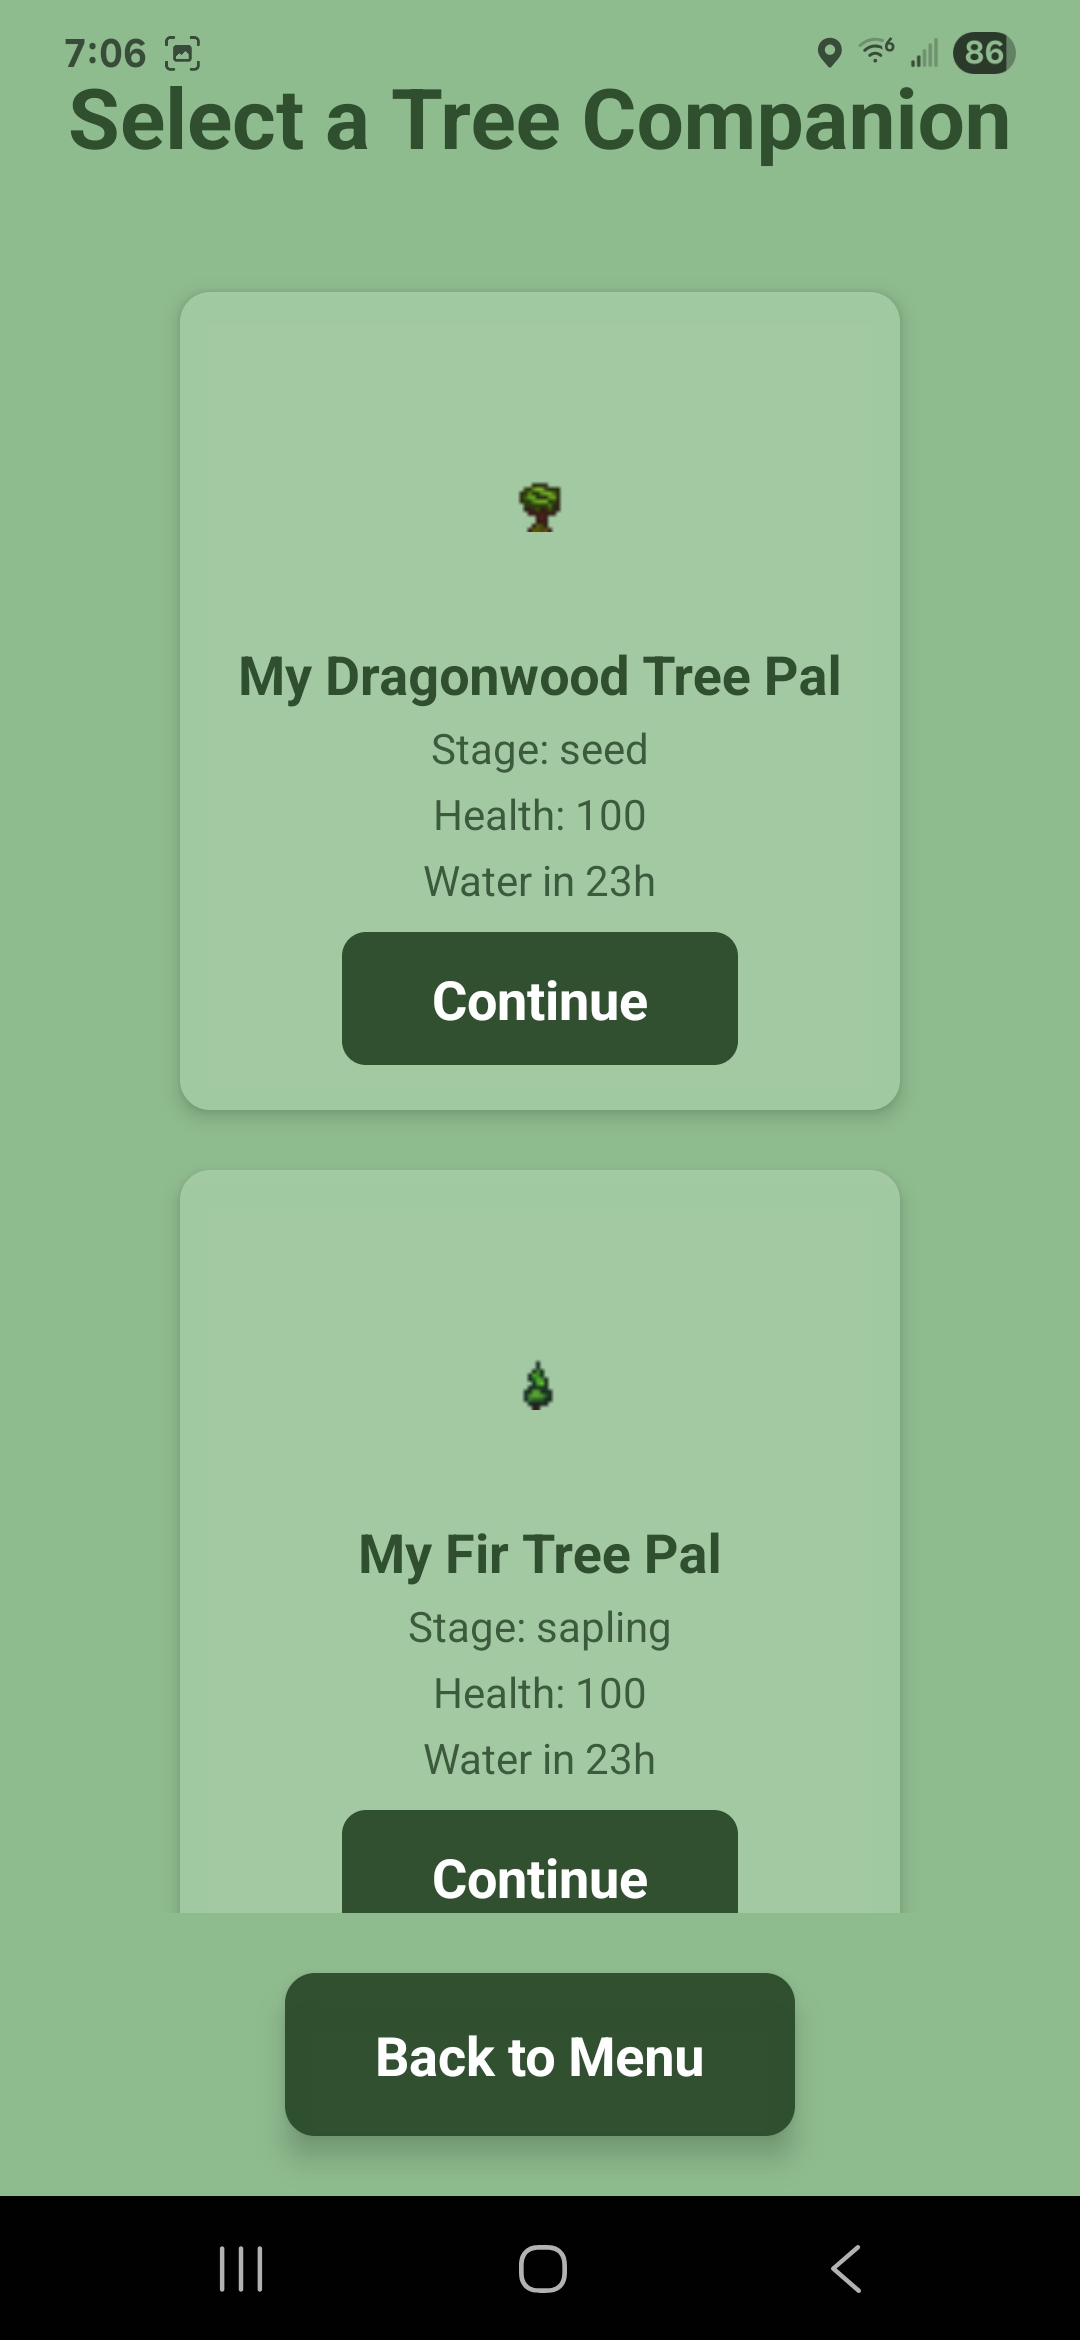 7:06
6
86
Select a Tree Companion
My Dragonwood Tree Pal
Stage: seed
Health: 100
Water in 23h
Continue
My Fir Tree Pal
Stage: sapling
Health: 100
Water in 23h
Continue
Back to Menu